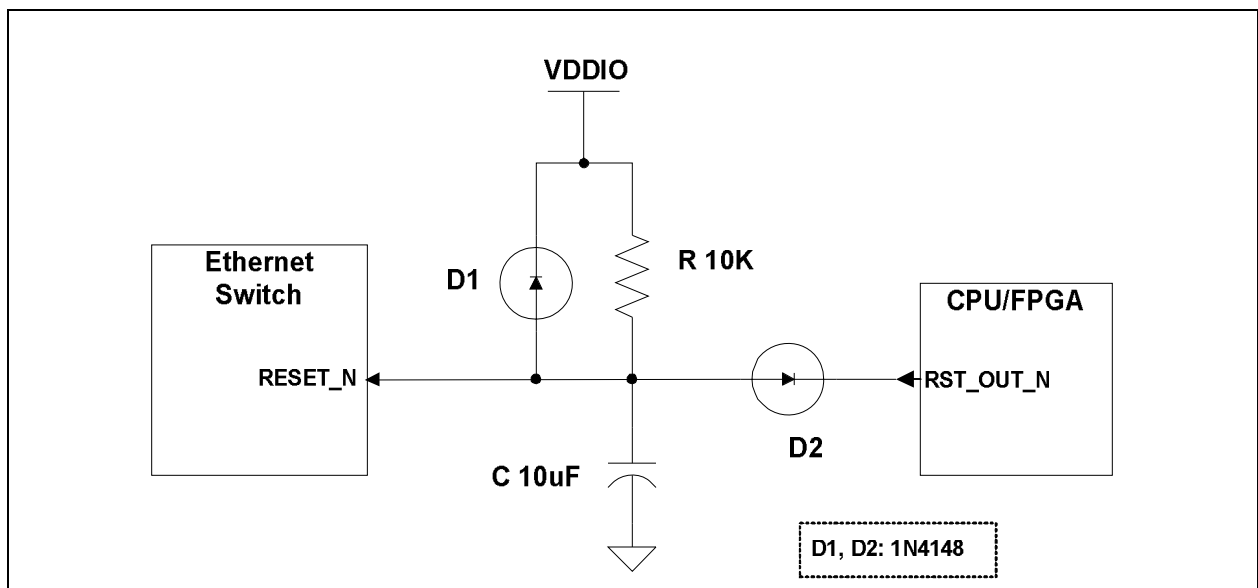 VDDIO
Ethernet
Switch
D1
R 10K
CPU/FPGA
RESET_N
RST_OUT_N
D2
C 10uF
D1, D2: 1N4148